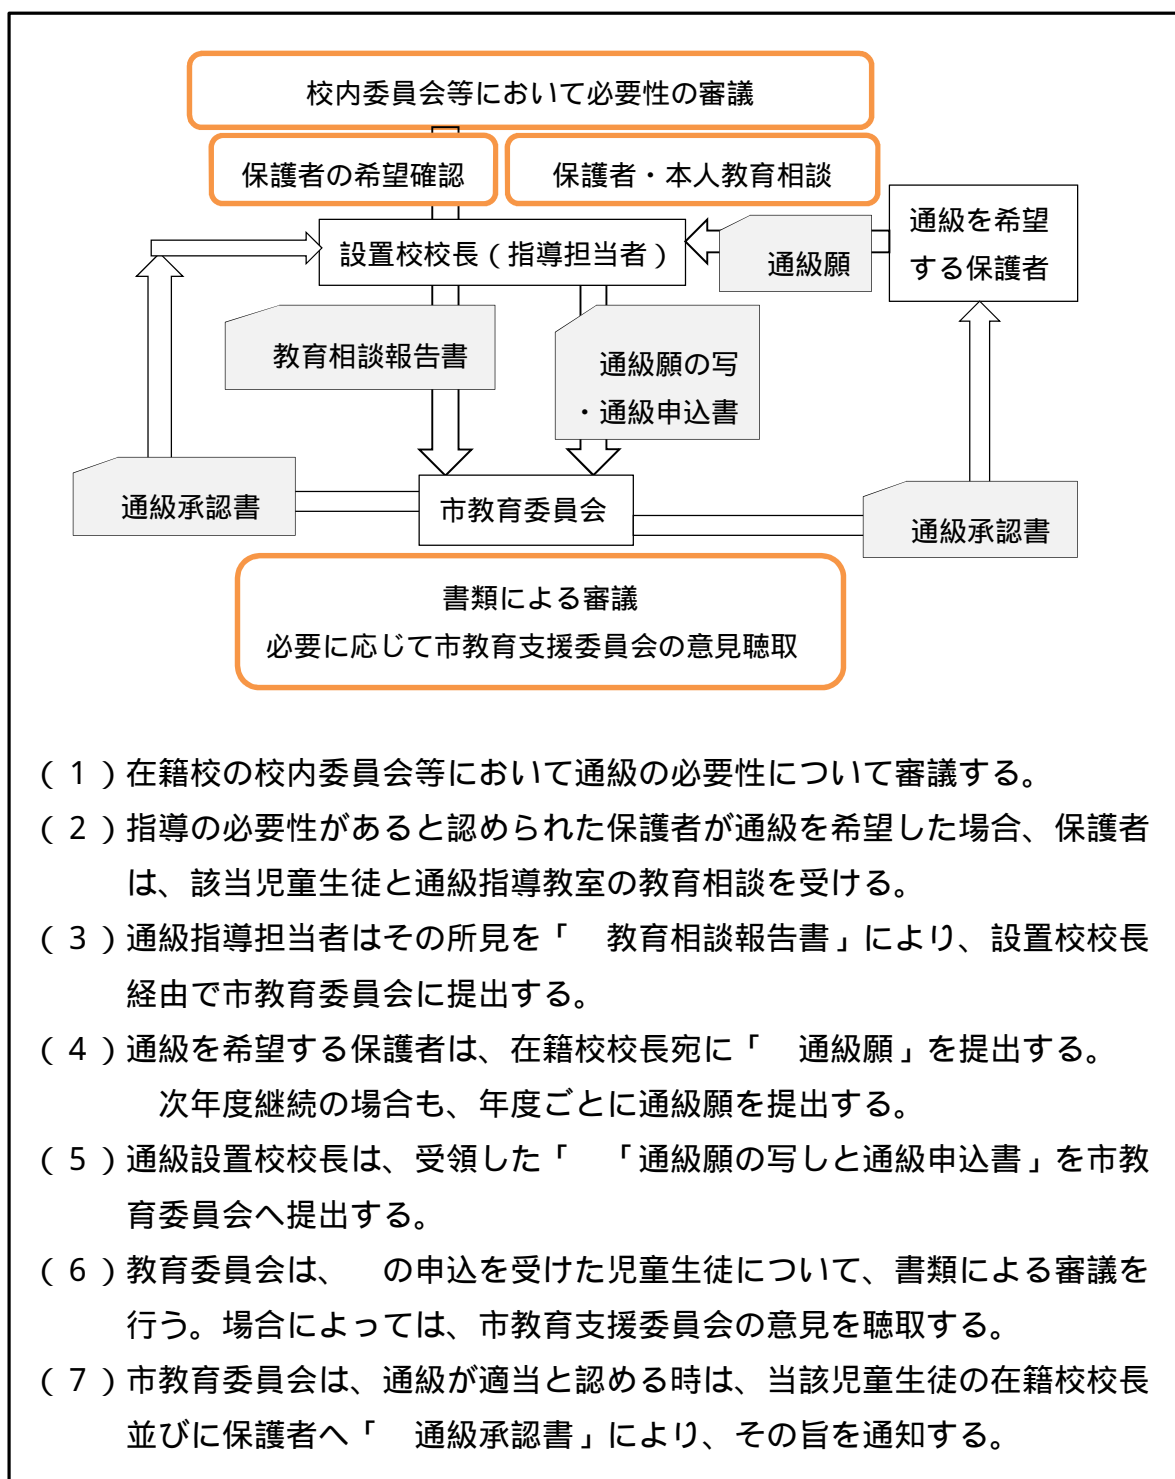 校内委員会等において必要性の審議
保護者の希望確認
保護者・本人教育相談
通級を希望
する保護者
設置校校長(指導担当者)
通級願
教育相談報告書
通級願の写
・通級申込書
通級承認書
市教育委員会
通級承認書
書類による審議
必要に応じて市教育支援委員会の意見聴取
(1)在籍校の校内委員会等において通級の必要性について審議する。
(2)指導の必要性があると認められた保護者が通級を希望した場合、保護者
は、該当児童生徒と通級指導教室の教育相談を受ける。
(3)通級指導担当者はその所見を「 教育相談報告書」により、設置校校長
経由で市教育委員会に提出する。
(4)通級を希望する保護者は、在籍校校長宛に「 通級願」を提出する。
次年度継続の場合も、年度ごとに通級願を提出する。
(5)通級設置校校長は、受領した「 「通級願の写しと通級申込書」を市教
育委員会へ提出する。
(6)教育委員会は、 の申込を受けた児童生徒について、書類による審議を
行う。場合によっては、市教育支援委員会の意見を聴取する。
(7)市教育委員会は、通級が適当と認める時は、当該児童生徒の在籍校校長
並びに保護者へ「 通級承認書」により、その旨を通知する。